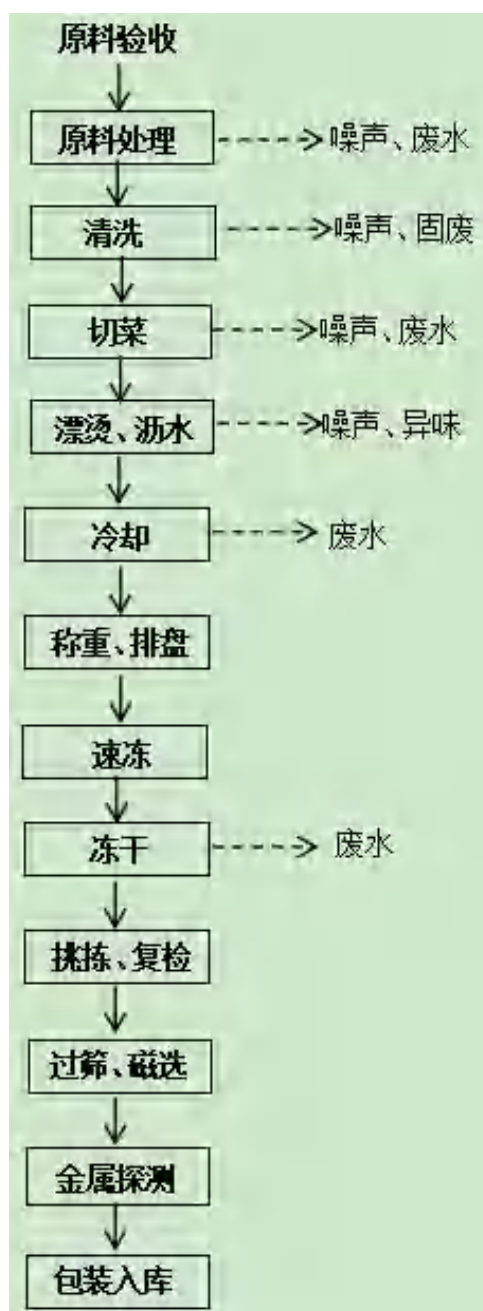 原料验收
原料处理 噪声、废水
清洗 噪声、固废
切菜 噪声、废水
漂烫、沥水 噪声、异味
冷却 废水
称重、排盘
速冻
冻干 废水
挑拣、复检
过筛、磁选
金属探测
包装入库